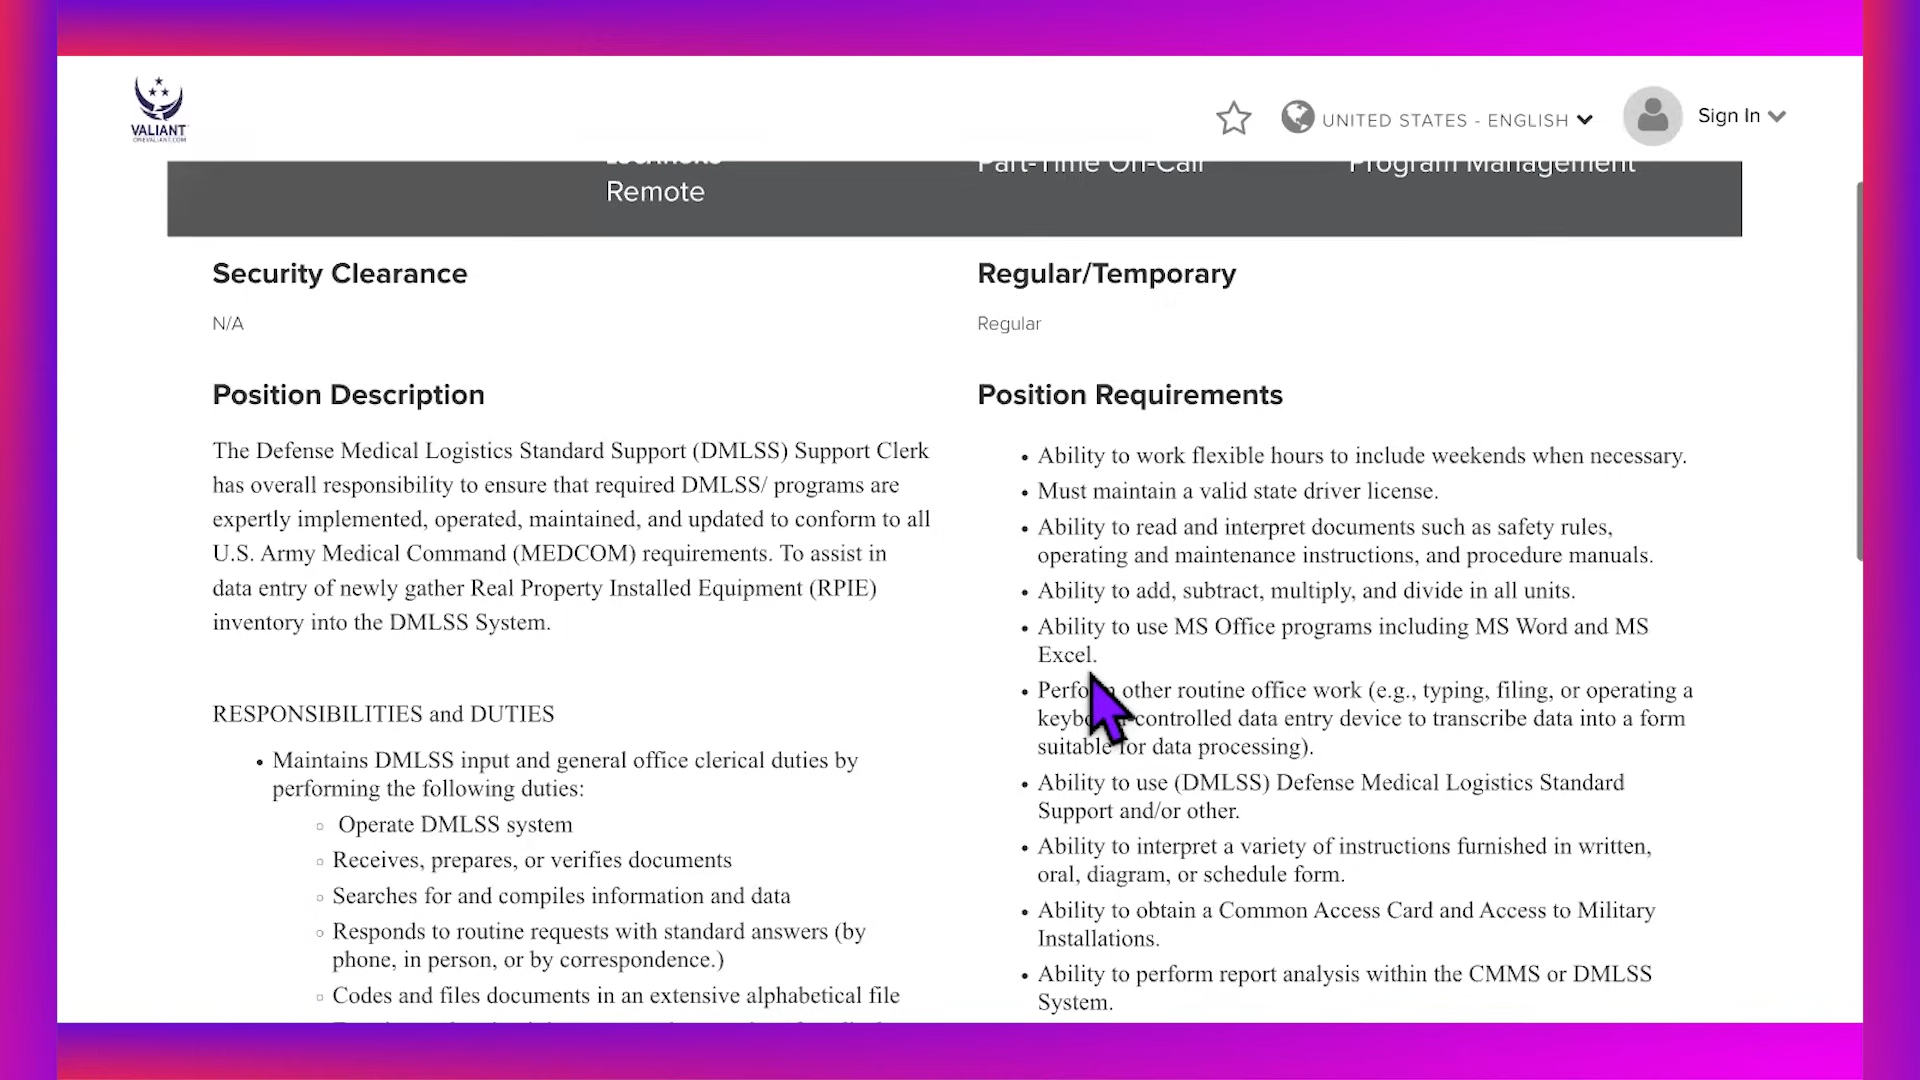 VALIANT
ONEVALIANT.COM
UNITED STATES - ENGLISH
Sign In
Part-Time On-Call
Program Management
Remote
Security Clearance
N/A
Regular/Temporary
Regular
Position Description
The Defense Medical Logistics Standard Support (DMLSS) Support Clerk
has overall responsibility to ensure that required DMLSS/ programs are
expertly implemented, operated, maintained, and updated to conform to all
U.S. Army Medical Command (MEDCOM) requirements. To assist in
data entry of newly gather Real Property Installed Equipment (RPIE)
inventory into the DMLSS System.
RESPONSIBILITIES and DUTIES
• Maintains DMLSS input and general office clerical duties by
performing the following duties:
○ Operate DMLSS system
○ Receives, prepares, or verifies documents
○ Searches for and compiles information and data
○ Responds to routine requests with standard answers (by
phone, in person, or by correspondence.)
○ Codes and files documents in an extensive alphabetical file
Position Requirements
• Ability to work flexible hours to include weekends when necessary.
• Must maintain a valid state driver license.
• Ability to read and interpret documents such as safety rules,
operating and maintenance instructions, and procedure manuals.
• Ability to add, subtract, multiply, and divide in all units.
• Ability to use MS Office programs including MS Word and MS
Excel.
• Perform other routine office work (e.g., typing, filing, or operating a
keyboard-controlled data entry device to transcribe data into a form
suitable for data processing).
• Ability to use (DMLSS) Defense Medical Logistics Standard
Support and/or other.
• Ability to interpret a variety of instructions furnished in written,
oral, diagram, or schedule form.
• Ability to obtain a Common Access Card and Access to Military
Installations.
• Ability to perform report analysis within the CMMS or DMLSS
System.